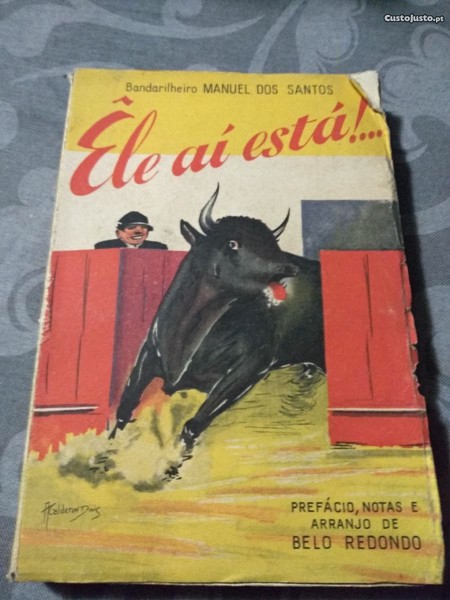 CustoJusto.pt
Bandarilheiro MANUEL DOS SANTOS
Êle aí está!...
PREFÁCIO, NOTAS E
ARRANJO DE
BELO REDONDO